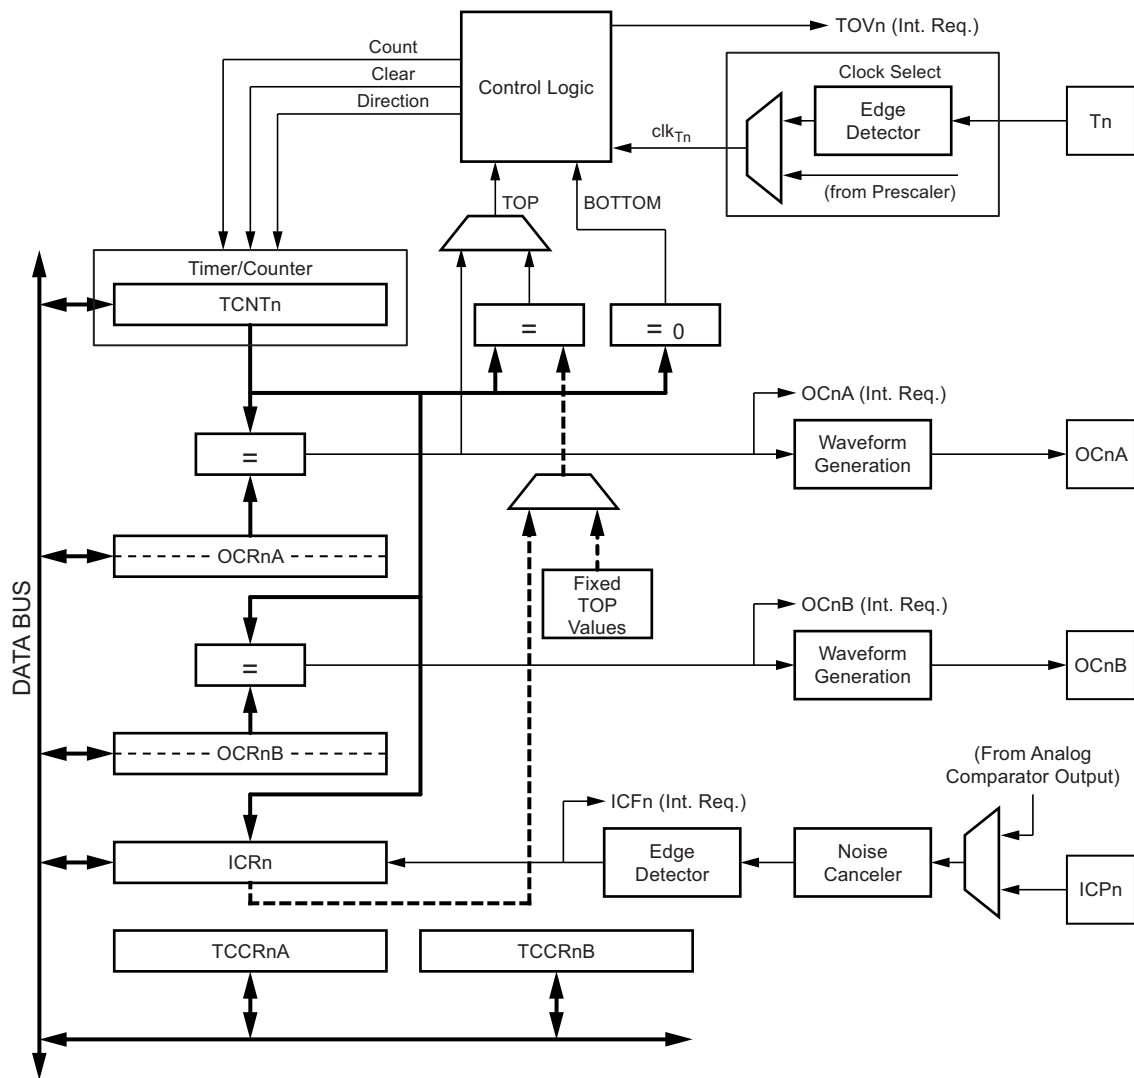 TOVn (Int. Req.)
Count
Clear
Direction
Control Logic
Clock Select
Edge
Detector
Tn
clkTn
(from Prescaler)
TOP
BOTTOM
Timer/Counter
TCNTn
=
= 0
OCnA (Int. Req.)
=
Waveform
Generation
OCnA
OCRnA
Fixed
TOP
Values
DATA BUS
OCnB (Int. Req.)
=
Waveform
Generation
OCnB
OCRnB
(From Analog
Comparator Output)
ICFn (Int. Req.)
ICRn
Edge
Detector
Noise
Canceler
ICPn
TCCRnA
TCCRnB